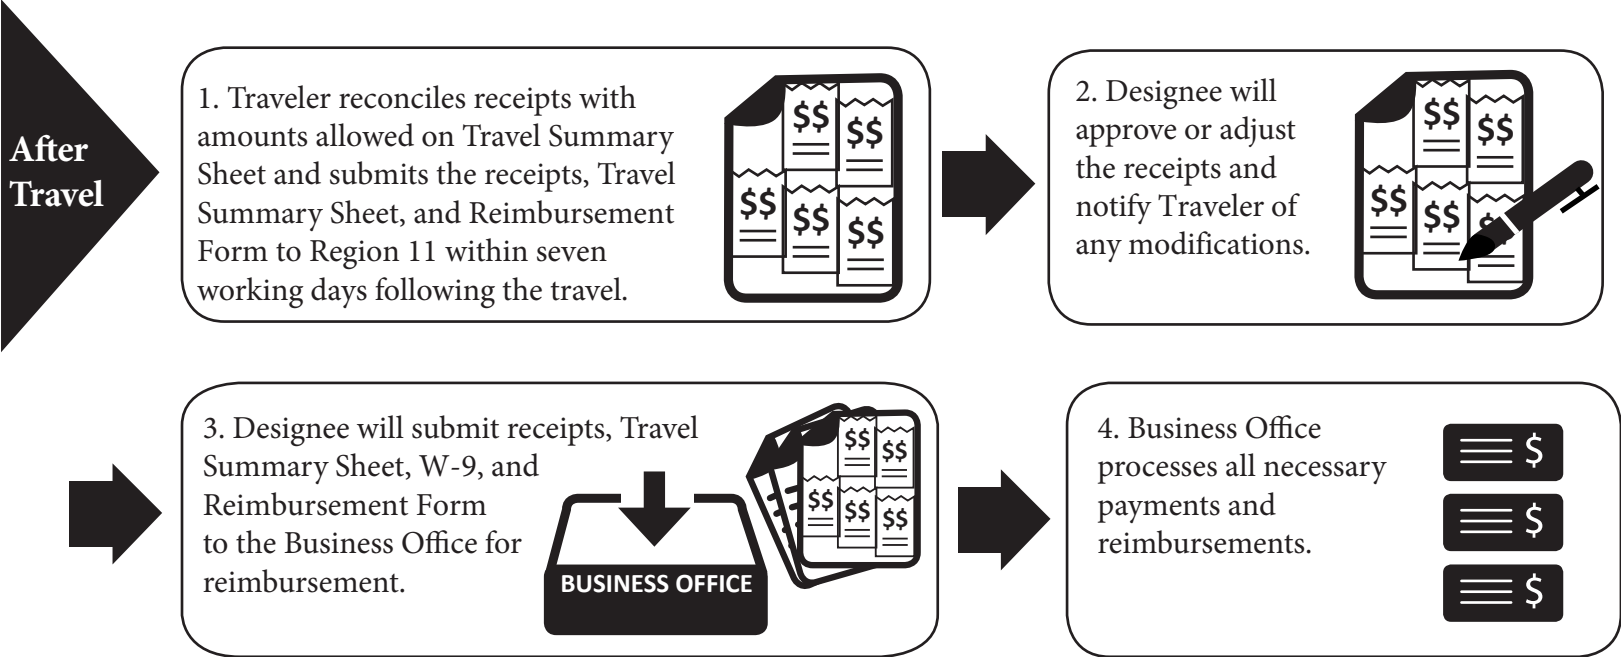 After
Travel
1. Traveler reconciles receipts with
amounts allowed on Travel Summary
Sheet and submits the receipts, Travel
Summary Sheet, and Reimbursement
Form to Region 11 within seven
working days following the travel.
$$
$$
$$
$$
$$
2. Designee will
approve or adjust
the receipts and
notify Traveler of
any modifications.
$$
$$
$$
$$
$$
3. Designee will submit receipts, Travel
Summary Sheet, W-9, and
Reimbursement Form
to the Business Office for
reimbursement.
BUSINESS OFFICE
$$
$$
$$
$$
$$
4. Business Office
processes all necessary
payments and
reimbursements.
$
$
$